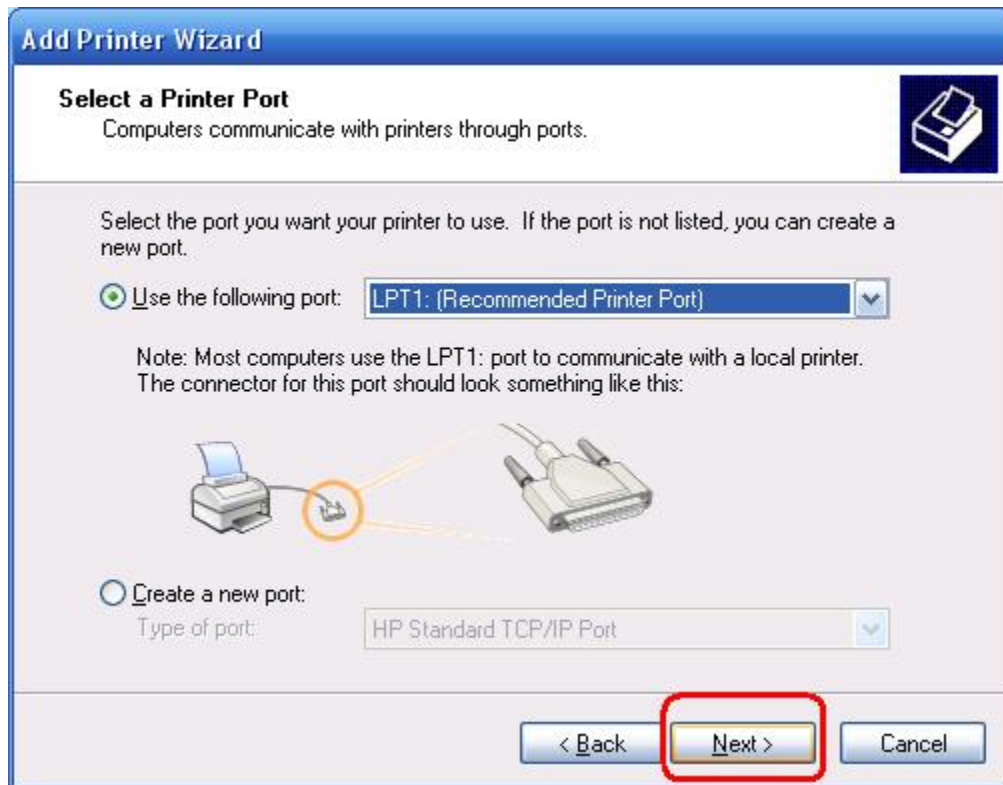 Add Printer Wizard
Select a Printer Port
Computers communicate with printers through ports.
Select the port you want your printer to use. If the port is not listed, you can create a
new port.
Use the following port: LPT1: (Recommended Printer Port)
Note: Most computers use the LPT1: port to communicate with a local printer.
The connector for this port should look something like this:
Create a new port:
Type of port: HP Standard TCP/IP Port
< Back Next > Cancel